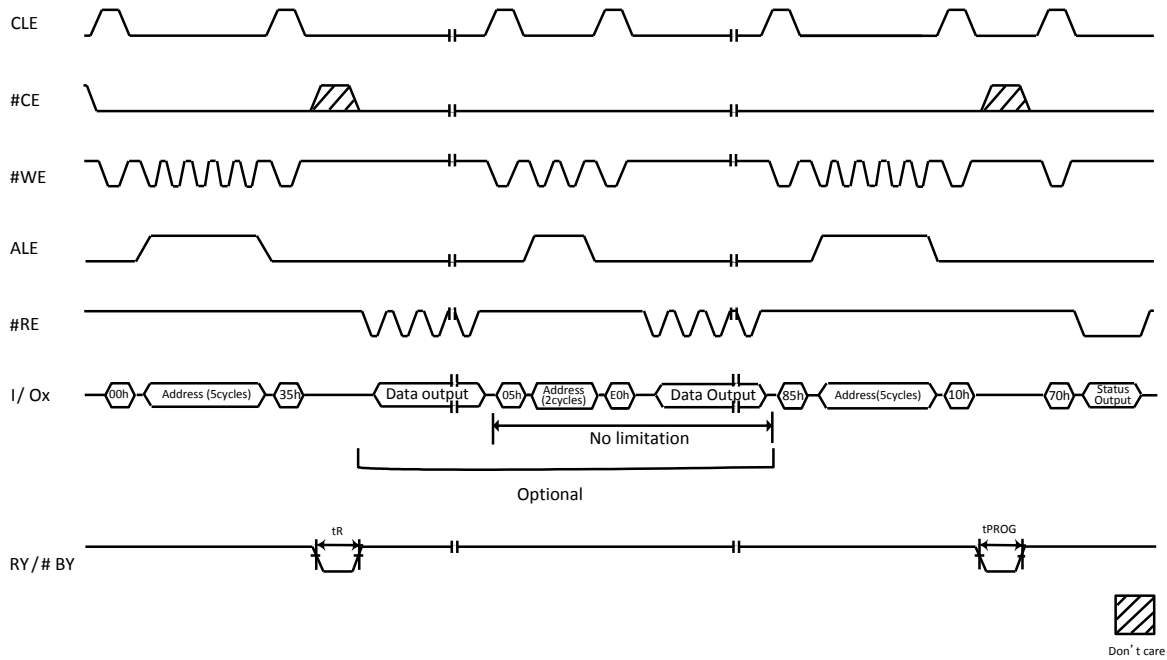 CLE
#CE
#WE
ALE
#RE
I/Ox
00h
Address (5cycles)
35h
Data output
05h
Address
(2cycles)
E0h
Data Output
85h
Address(5cycles)
10h
70h
Status
Output
No limitation
Optional
tR
tPROG
RY/# BY
Don't care